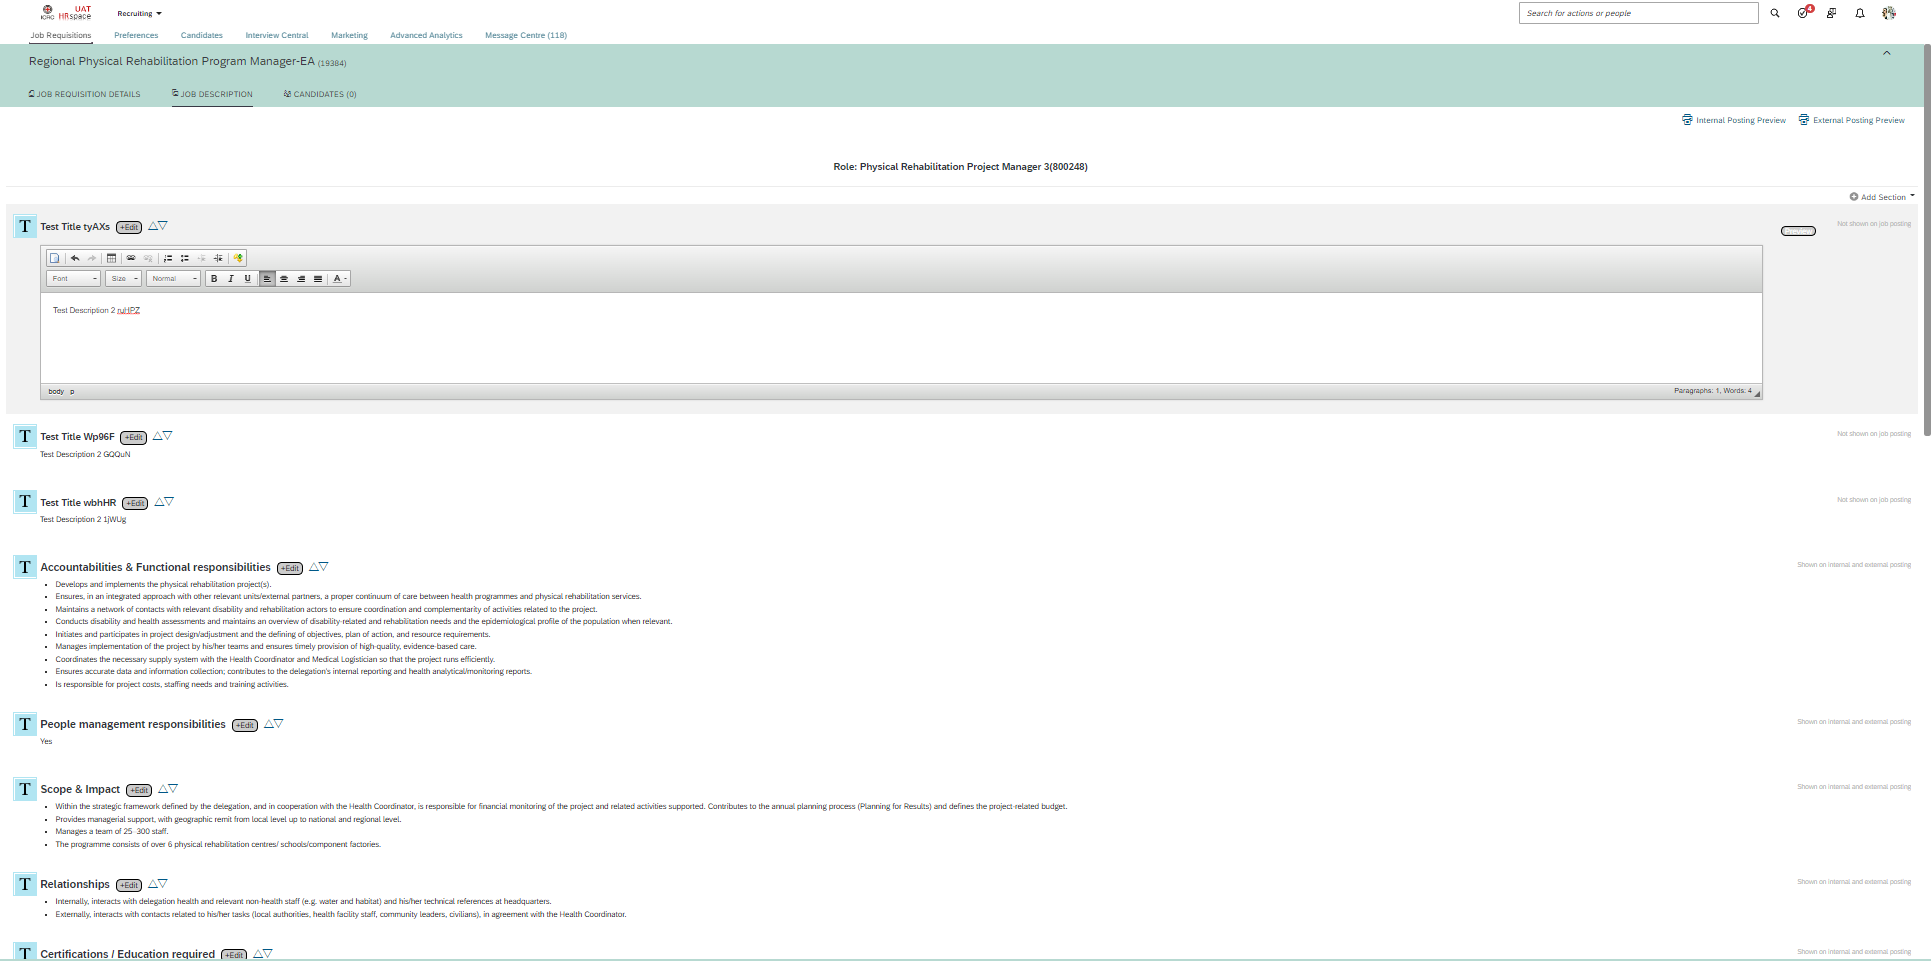 ICRC
UAT
HRspace
Recruiting
Search for actions or people
4
Job Requisitions
Preferences
Candidates
Interview Central
Marketing
Advanced Analytics
Message Centre (118)
Regional Physical Rehabilitation Program Manager-EA (19384)
JOB REQUISITION DETAILS
JOB DESCRIPTION
CANDIDATES (0)
Internal Posting Preview
External Posting Preview
Role: Physical Rehabilitation Project Manager 3(800248)
Add Section
T Test Title tyAXs +Edit
Not shown on job posting
Font
Size
Normal
B I U
A
Test Description 2 ruHPZ
body p
Paragraphs: 1, Words: 4
T Test Title Wp96F +Edit
Not shown on job posting
Test Description 2 GQQuN
T Test Title wbhHR +Edit
Not shown on job posting
Test Description 2 1jWUg
T Accountabilities & Functional responsibilities +Edit
Shown on internal and external posting
Develops and implements the physical rehabilitation project(s).
Ensures, in an integrated approach with other relevant units/external partners, a proper continuum of care between health programmes and physical rehabilitation services.
Maintains a network of contacts with relevant disability and rehabilitation actors to ensure coordination and complementarity of activities related to the project.
Conducts disability and health assessments and maintains an overview of disability-related and rehabilitation needs and the epidemiological profile of the population when relevant.
Initiates and participates in project design/adjustment and the defining of objectives, plan of action, and resource requirements.
Manages implementation of the project by his/her teams and ensures timely provision of high-quality, evidence-based care.
Coordinates the necessary supply system with the Health Coordinator and Medical Logistician so that the project runs efficiently.
Ensures accurate data and information collection; contributes to the delegation's internal reporting and health analytical/monitoring reports.
Is responsible for project costs, staffing needs and training activities.
T People management responsibilities +Edit
Shown on internal and external posting
Yes
T Scope & Impact +Edit
Shown on internal and external posting
Within the strategic framework defined by the delegation, and in cooperation with the Health Coordinator, is responsible for financial monitoring of the project and related activities supported. Contributes to the annual planning process (Planning for Results) and defines the project-related budget.
Provides managerial support, with geographic remit from local level up to national and regional level.
Manages a team of 25- 300 staff.
The programme consists of over 6 physical rehabilitation centres/ schools/component factories.
T Relationships +Edit
Shown on internal and external posting
Internally, interacts with delegation health and relevant non-health staff (e.g. water and habitat) and his/her technical references at headquarters.
Externally, interacts with contacts related to his/her tasks (local authorities, health facility staff, community leaders, civilians), in agreement with the Health Coordinator.
T Certifications / Education required +Edit
Shown on internal and external posting